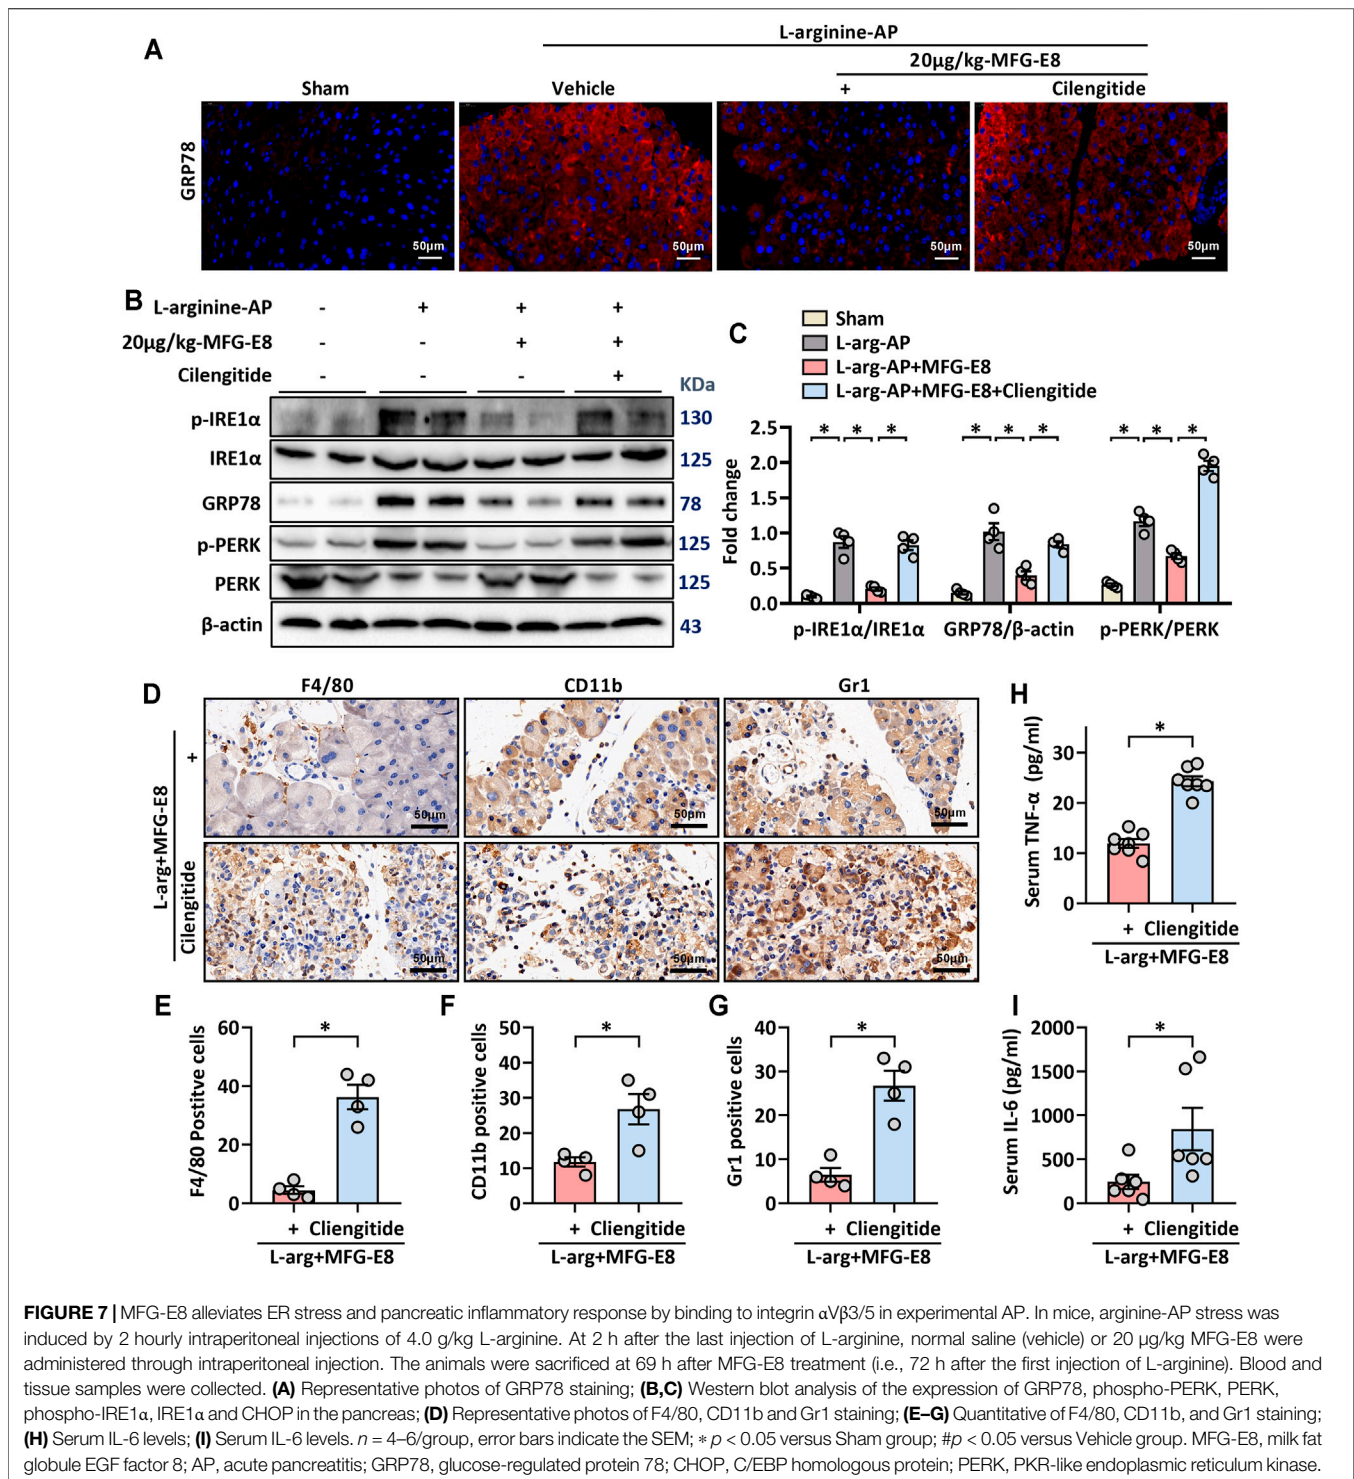 A
L-arginine-AP
20μg/kg-MFG-E8
Sham
Vehicle
+
Cilengitide
GRP78
50μm
50μm
50μm
50μm
B
L-arginine-AP - + + +
20μg/kg-MFG-E8 - - + +
Cilengitide - - - +
KDa
p-IRE1α 130
IRE1α 125
GRP78 78
p-PERK 125
PERK 125
β-actin 43
C
Sham
L-arg-AP
L-arg-AP+MFG-E8
L-arg-AP+MFG-E8+Cliengitide
Fold change
2.5
2.0
1.5
1.0
0.5
0.0
* * * * * * * * *
p-IRE1α/IRE1α GRP78/β-actin p-PERK/PERK
D
F4/80 CD11b Gr1
L-arg+MFG-E8
+
Cilengitide
50μm
50μm
50μm
50μm
50μm
50μm
H
Serum TNF-α (pg/ml)
30
20
10
0
*
+ Cliengitide
L-arg+MFG-E8
E
F4/80 Postitve cells
60
40
20
0
*
+ Cliengitide
L-arg+MFG-E8
F
CD11b positive cells
50
40
30
20
10
0
*
+ Cliengitide
L-arg+MFG-E8
G
Gr1 positive cells
40
30
20
10
0
*
+ Cliengitide
L-arg+MFG-E8
I
Serum IL-6 (pg/ml)
2000
1500
1000
500
0
*
+ Cliengitide
L-arg+MFG-E8
FIGURE 7 | MFG-E8 alleviates ER stress and pancreatic inflammatory response by binding to integrin αVβ3/5 in experimental AP. In mice, arginine-AP stress was
induced by 2 hourly intraperitoneal injections of 4.0 g/kg L-arginine. At 2 h after the last injection of L-arginine, normal saline (vehicle) or 20 μg/kg MFG-E8 were
administered through intraperitoneal injection. The animals were sacrificed at 69 h after MFG-E8 treatment (i.e., 72 h after the first injection of L-arginine). Blood and
tissue samples were collected. (A) Representative photos of GRP78 staining; (B,C) Western blot analysis of the expression of GRP78, phospho-PERK, PERK,
phospho-IRE1α, IRE1α and CHOP in the pancreas; (D) Representative photos of F4/80, CD11b and Gr1 staining; (E–G) Quantitative of F4/80, CD11b, and Gr1 staining;
(H) Serum IL-6 levels; (I) Serum IL-6 levels. n = 4–6/group, error bars indicate the SEM; * p < 0.05 versus Sham group; #p < 0.05 versus Vehicle group. MFG-E8, milk fat
globule EGF factor 8; AP, acute pancreatitis; GRP78, glucose-regulated protein 78; CHOP, C/EBP homologous protein; PERK, PKR-like endoplasmic reticulum kinase.